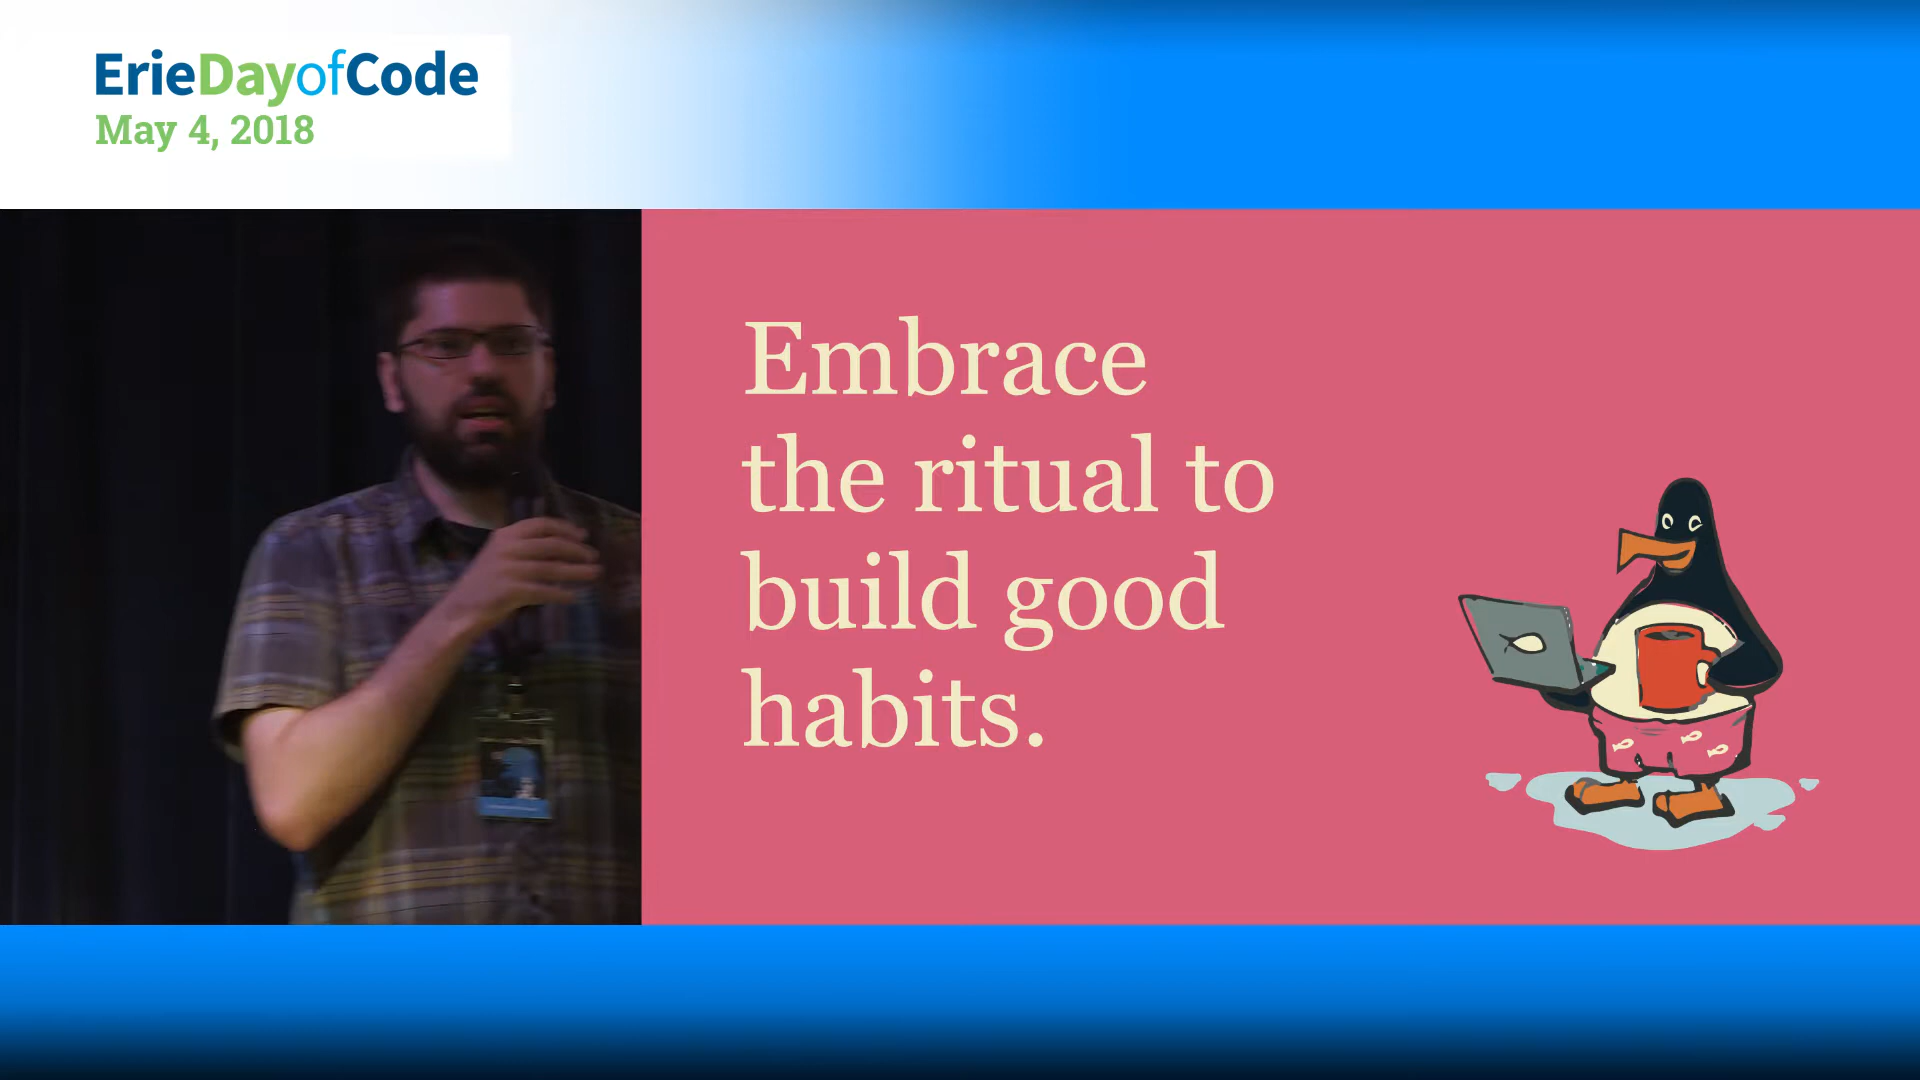 ErieDayofCode
May 4, 2018
Embrace
the ritual to
build good
habits.